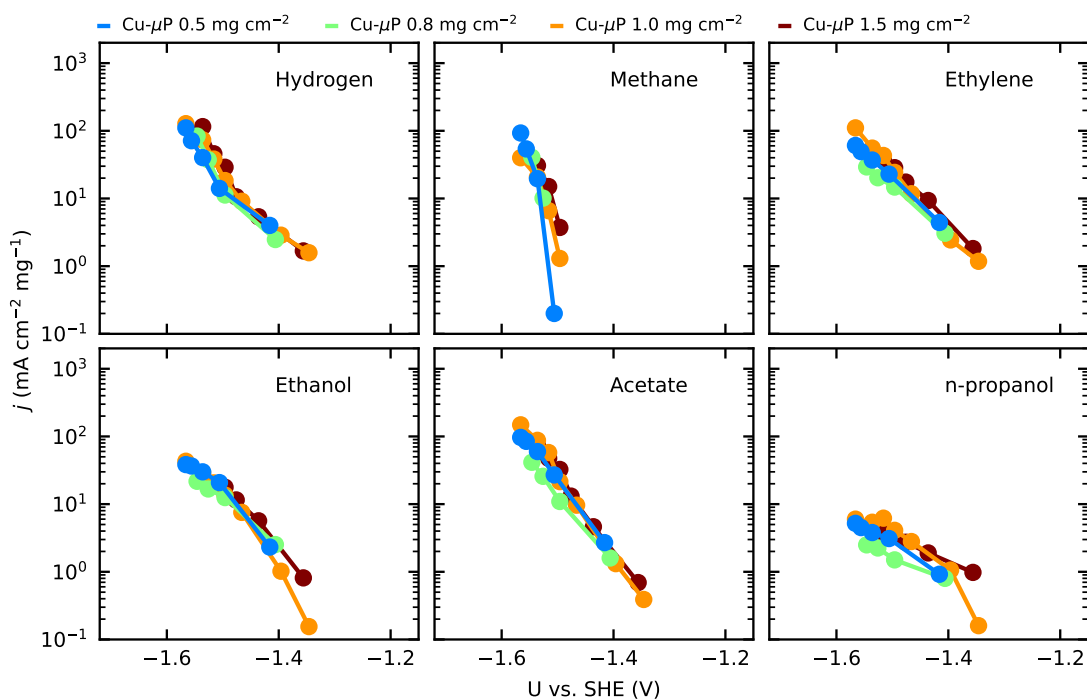 Cu-μP 0.5 mg cm⁻² Cu-μP 0.8 mg cm⁻² Cu-μP 1.0 mg cm⁻² Cu-μP 1.5 mg cm⁻²
10³
10²
10¹
10⁰
10⁻¹
Hydrogen
Methane
Ethylene
10³
10²
10¹
10⁰
10⁻¹
Ethanol
Acetate
n-propanol
j (mA cm⁻² mg⁻¹)
−1.6 −1.4 −1.2 −1.6 −1.4 −1.2 −1.6 −1.4 −1.2
U vs. SHE (V)